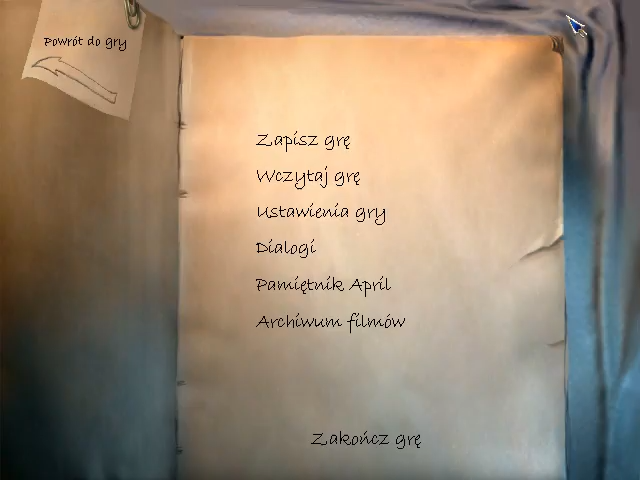 Powrót do gry
Zapisz grę
Wczytaj grę
Ustawienia gry
Dialogi
Pamiętnik April
Archiwum filmów
Zakończ grę